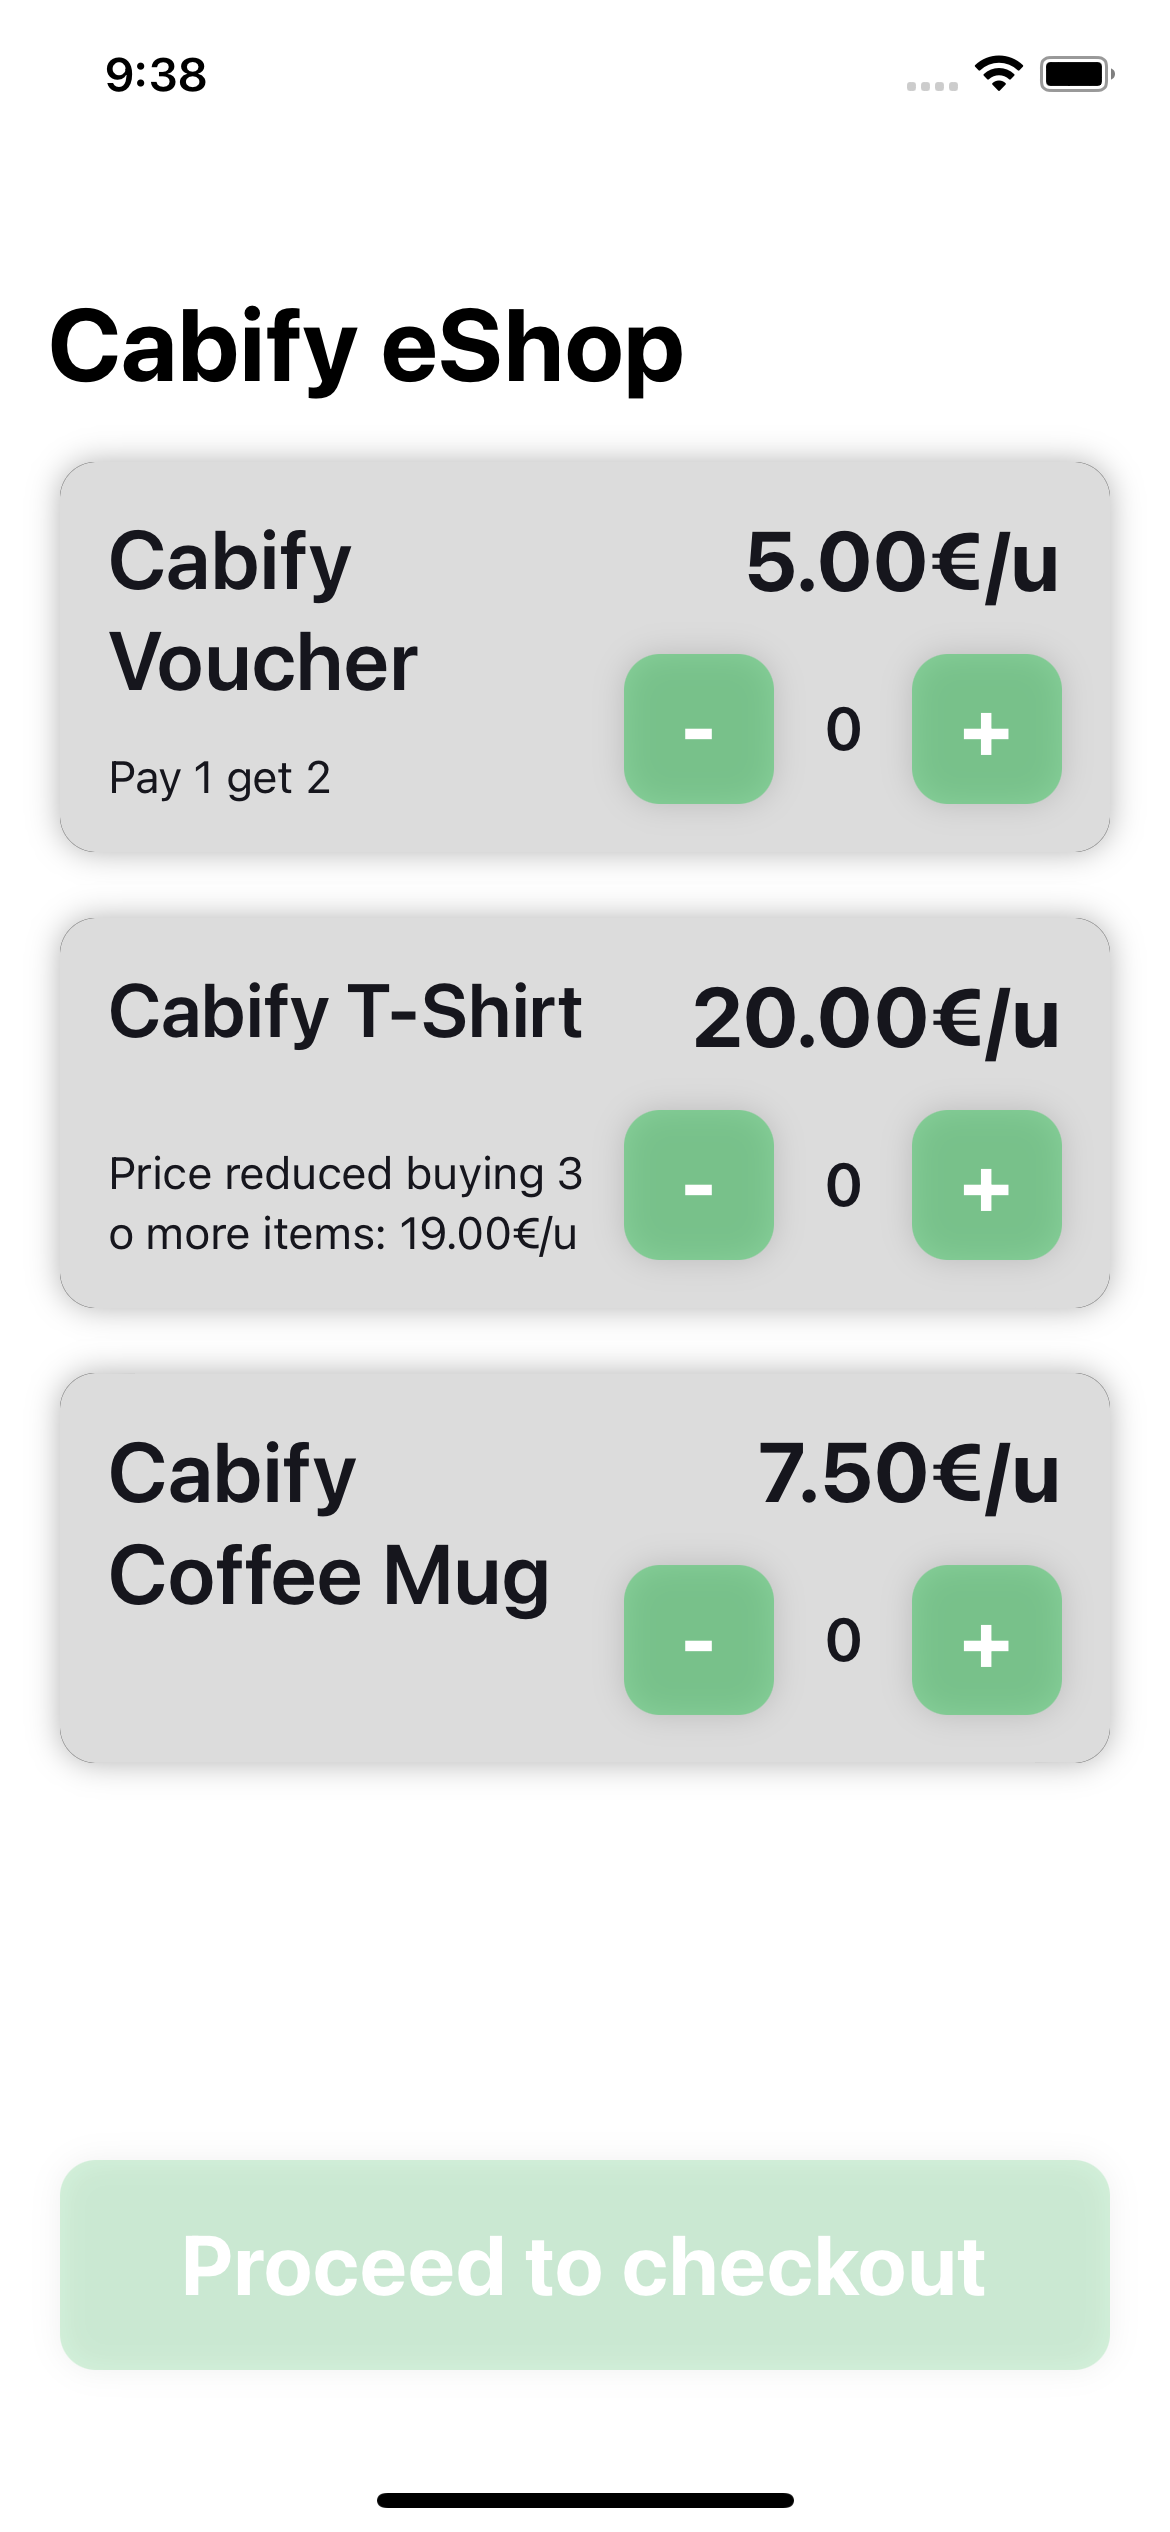 9:38
Cabify eShop
Cabify
Voucher
5.00€/u
Pay 1 get 2
- 0 +
Cabify T-Shirt
20.00€/u
Price reduced buying 3
o more items: 19.00€/u
- 0 +
Cabify
Coffee Mug
7.50€/u
- 0 +
Proceed to checkout